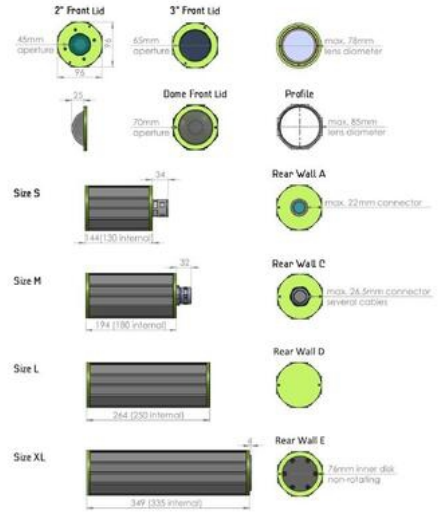 2" Front Lid
3" Front Lid
45mm
aperture
96
96
65mm
aperture
max. 78mm
lens diameter
25
Dome Front Lid
70mm
aperture
Profile
max. 85mm
lens diameter
Size S
34
144 (130 internal)
Rear Wall A
max. 22mm connector
Size M
32
194 (180 internal)
Rear Wall C
max. 26.5mm connector
several cables
Size L
264 (250 internal)
Rear Wall D
Size XL
4
349 (335 internal)
Rear Wall E
76mm inner disk
non-rotating